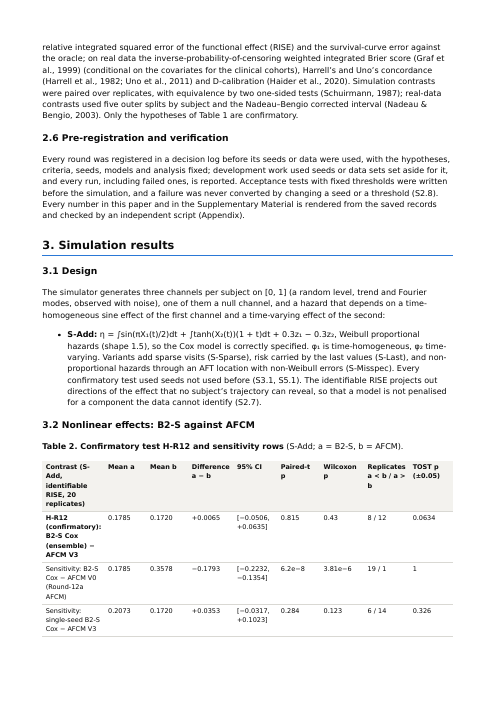 relative integrated squared error of the functional effect (RISE) and the survival-curve error against
the oracle; on real data the inverse-probability-of-censoring weighted integrated Brier score (Graf et
al., 1999) (conditional on the covariates for the clinical cohorts), Harrell's and Uno's concordance
(Harrell et al., 1982; Uno et al., 2011) and D-calibration (Haider et al., 2020). Simulation contrasts
were paired over replicates, with equivalence by two one-sided tests (Schuirmann, 1987); real-data
contrasts used five outer splits by subject and the Nadeau–Bengio corrected interval (Nadeau &
Bengio, 2003). Only the hypotheses of Table 1 are confirmatory.
2.6 Pre-registration and verification
Every round was registered in a decision log before its seeds or data were used, with the hypotheses,
criteria, seeds, models and analysis fixed; development work used seeds or data sets set aside for it,
and every run, including failed ones, is reported. Acceptance tests with fixed thresholds were written
before the simulation, and a failure was never converted by changing a seed or a threshold (S2.8).
Every number in this paper and in the Supplementary Material is rendered from the saved records
and checked by an independent script (Appendix).
3. Simulation results
3.1 Design
The simulator generates three channels per subject on [0, 1] (a random level, trend and Fourier
modes, observed with noise), one of them a null channel, and a hazard that depends on a time-
homogeneous sine effect of the first channel and a time-varying effect of the second:
• S-Add: η = ∫sin(πX₁(t)/2)dt + ∫tanh(X₂(t))(1 + t)dt + 0.3z₁ − 0.3z₂, Weibull proportional
hazards (shape 1.5), so the Cox model is correctly specified. φ₁ is time-homogeneous, φ₂ time-
varying. Variants add sparse visits (S-Sparse), risk carried by the last values (S-Last), and non-
proportional hazards through an AFT location with non-Weibull errors (S-Misspec). Every
confirmatory test used seeds not used before (S3.1, S5.1). The identifiable RISE projects out
directions of the effect that no subject's trajectory can reveal, so that a model is not penalised
for a component the data cannot identify (S2.7).
3.2 Nonlinear effects: B2-S against AFCM
Table 2. Confirmatory test H-R12 and sensitivity rows (S-Add; a = B2-S, b = AFCM).
Contrast (S-Add, identifiable RISE, 20 replicates) Mean a Mean b Difference a − b 95% CI Paired-t p Wilcoxon p Replicates a < b / a > b TOST p (±0.05)
H-R12 (confirmatory): B2-S Cox (ensemble) − AFCM V3 0.1785 0.1720 +0.0065 [−0.0506, +0.0635] 0.815 0.43 8 / 12 0.0634
Sensitivity: B2-S Cox − AFCM V0 (Round-12a AFCM) 0.1785 0.3578 −0.1793 [−0.2232, −0.1354] 6.2e−8 3.81e−6 19 / 1 1
Sensitivity: single-seed B2-S Cox − AFCM V3 0.2073 0.1720 +0.0353 [−0.0317, +0.1023] 0.284 0.123 6 / 14 0.326